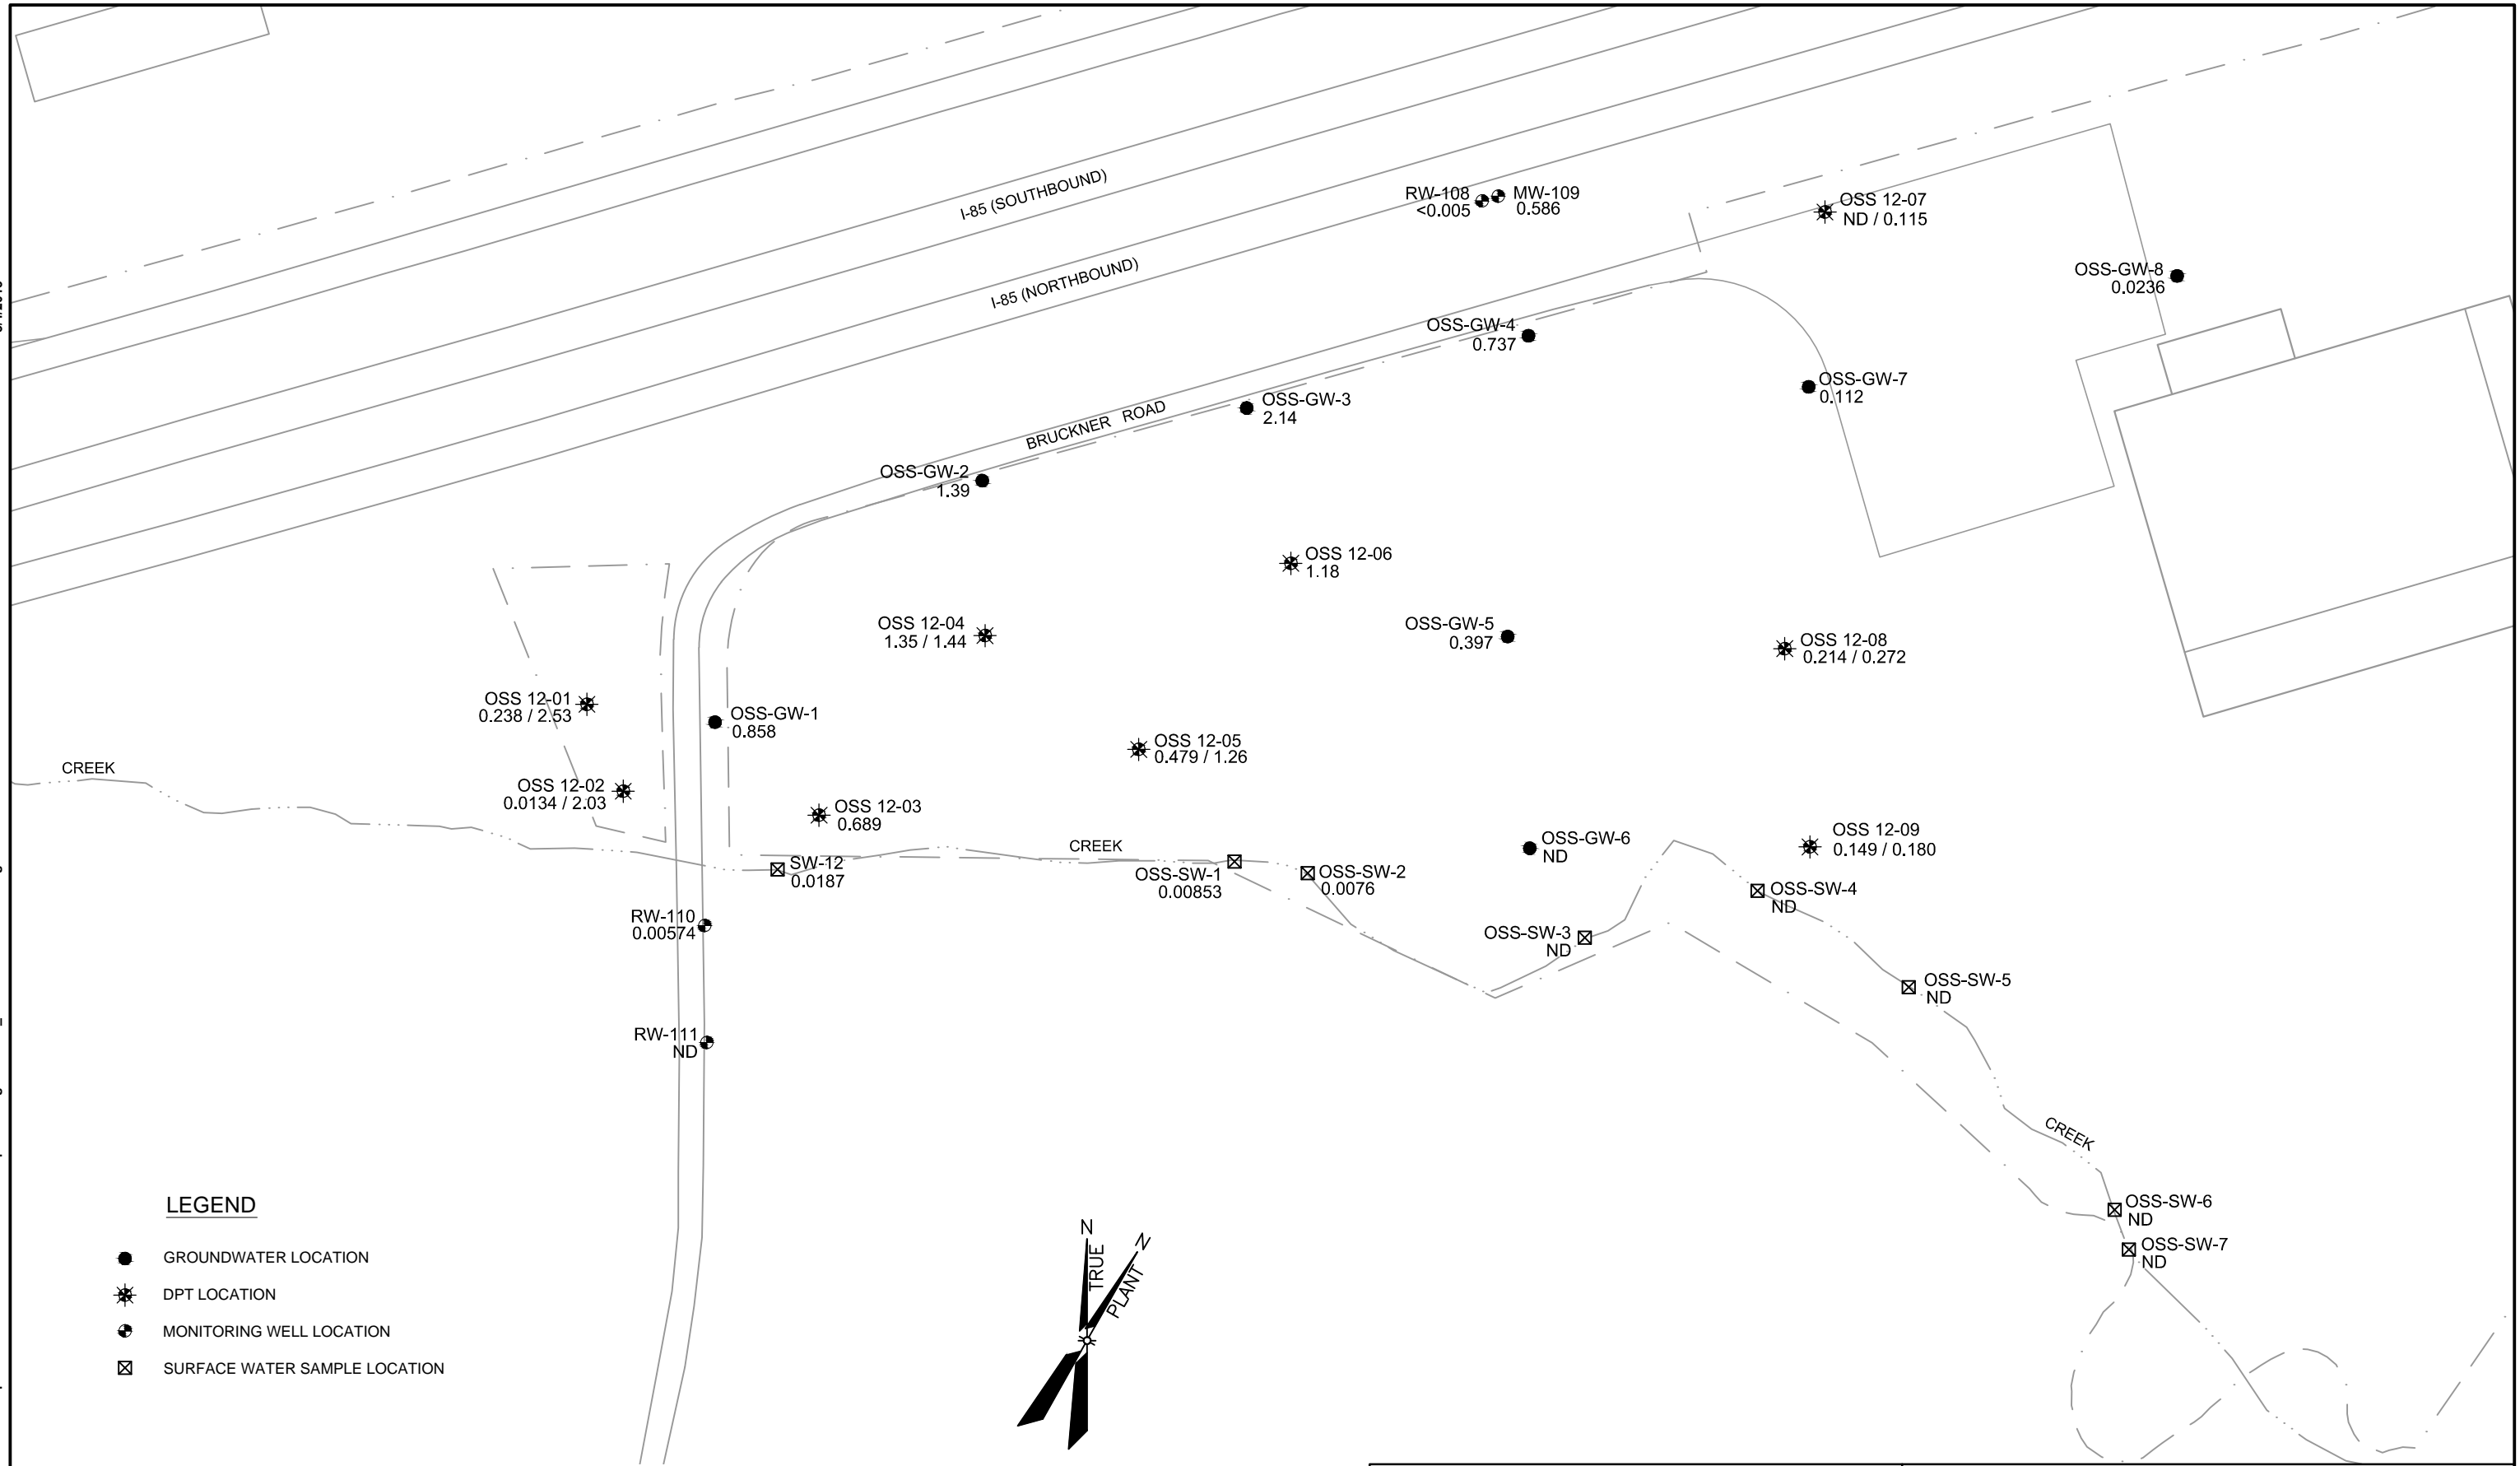 I-85 (SOUTHBOUND)
RW-108
<0.005
MW-109
0.586
OSS 12-07
ND / 0.115
I-85 (NORTHBOUND)
OSS-GW-8
0.0236
OSS-GW-4
0.737
OSS-GW-7
0.112
OSS-GW-3
2.14
BRUCKNER ROAD
OSS-GW-2
1.39
OSS 12-06
1.18
OSS 12-04
1.35 / 1.44
OSS-GW-5
0.397
OSS 12-08
0.214 / 0.272
OSS 12-01
0.238 / 2.53
OSS-GW-1
0.858
OSS 12-05
0.479 / 1.26
CREEK
OSS 12-02
0.0134 / 2.03
OSS 12-03
0.689
CREEK
OSS-GW-6
ND
OSS 12-09
0.149 / 0.180
SW-12
0.0187
OSS-SW-1
0.00853
OSS-SW-2
0.0076
OSS-SW-4
ND
RW-110
0.00574
OSS-SW-3
ND
OSS-SW-5
ND
RW-111
ND
CREEK
OSS-SW-6
ND
OSS-SW-7
ND
LEGEND
GROUNDWATER LOCATION
DPT LOCATION
MONITORING WELL LOCATION
SURFACE WATER SAMPLE LOCATION
N
TRUE
N
PLANT